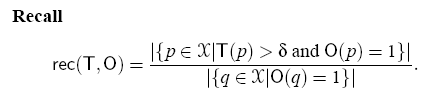 Recall
rec(T,O) = |{p ∈ X|T(p) > δ and O(p) = 1}| / |{q ∈ X|O(q) = 1}|.